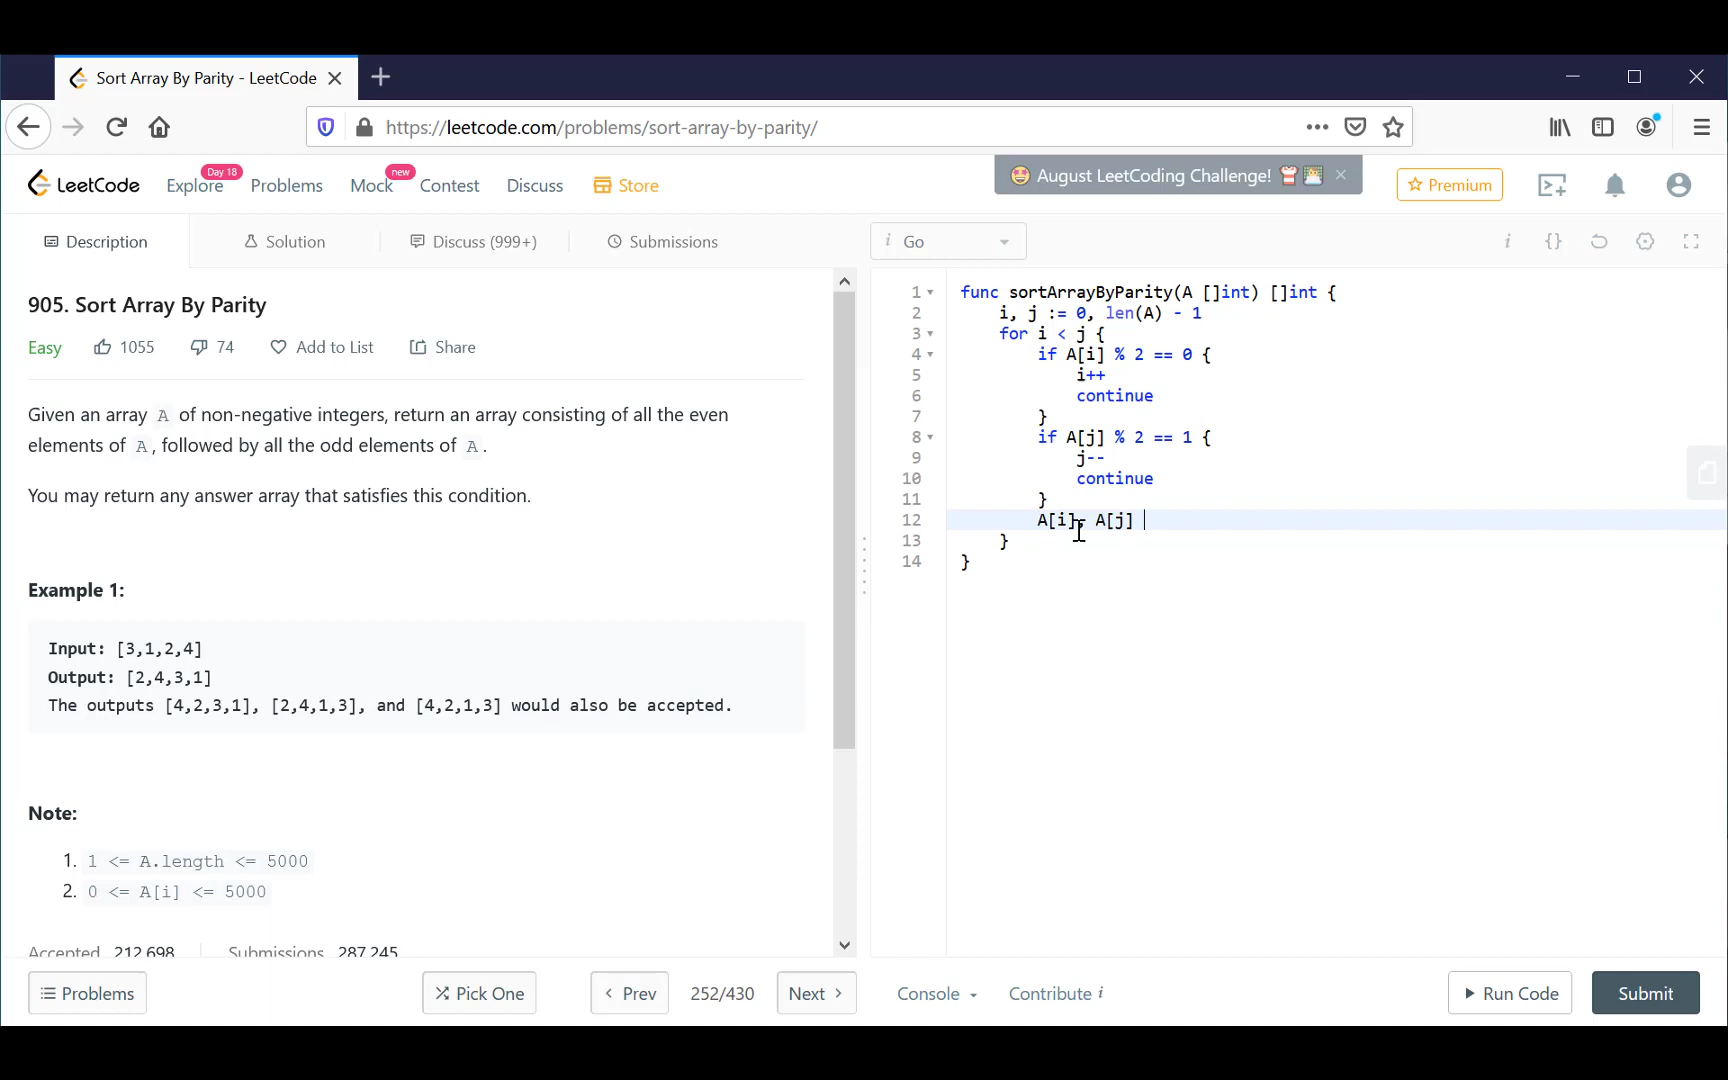 Sort Array By Parity - LeetCode
https://leetcode.com/problems/sort-array-by-parity/
LeetCode
Explore
Day 18
Problems
Mock
new
Contest
Discuss
Store
August LeetCoding Challenge!
Premium
Description
Solution
Discuss (999+)
Submissions
i Go
i {}
905. Sort Array By Parity
Easy 1055 74 Add to List Share
Given an array A of non-negative integers, return an array consisting of all the even
elements of A, followed by all the odd elements of A.
You may return any answer array that satisfies this condition.
Example 1:
Input: [3,1,2,4]
Output: [2,4,3,1]
The outputs [4,2,3,1], [2,4,1,3], and [4,2,1,3] would also be accepted.
Note:
1. 1 <= A.length <= 5000
2. 0 <= A[i] <= 5000
Accepted 212,698 Submissions 287,245
1 func sortArrayByParity(A []int) []int {
2 i, j := 0, len(A) - 1
3 for i < j {
4 if A[i] % 2 == 0 {
5 i++
6 continue
7 }
8 if A[j] % 2 == 1 {
9 j--
10 continue
11 }
12 A[i], A[j]
13 }
14 }
Problems
Pick One
Prev
252/430
Next
Console
Contribute i
Run Code
Submit